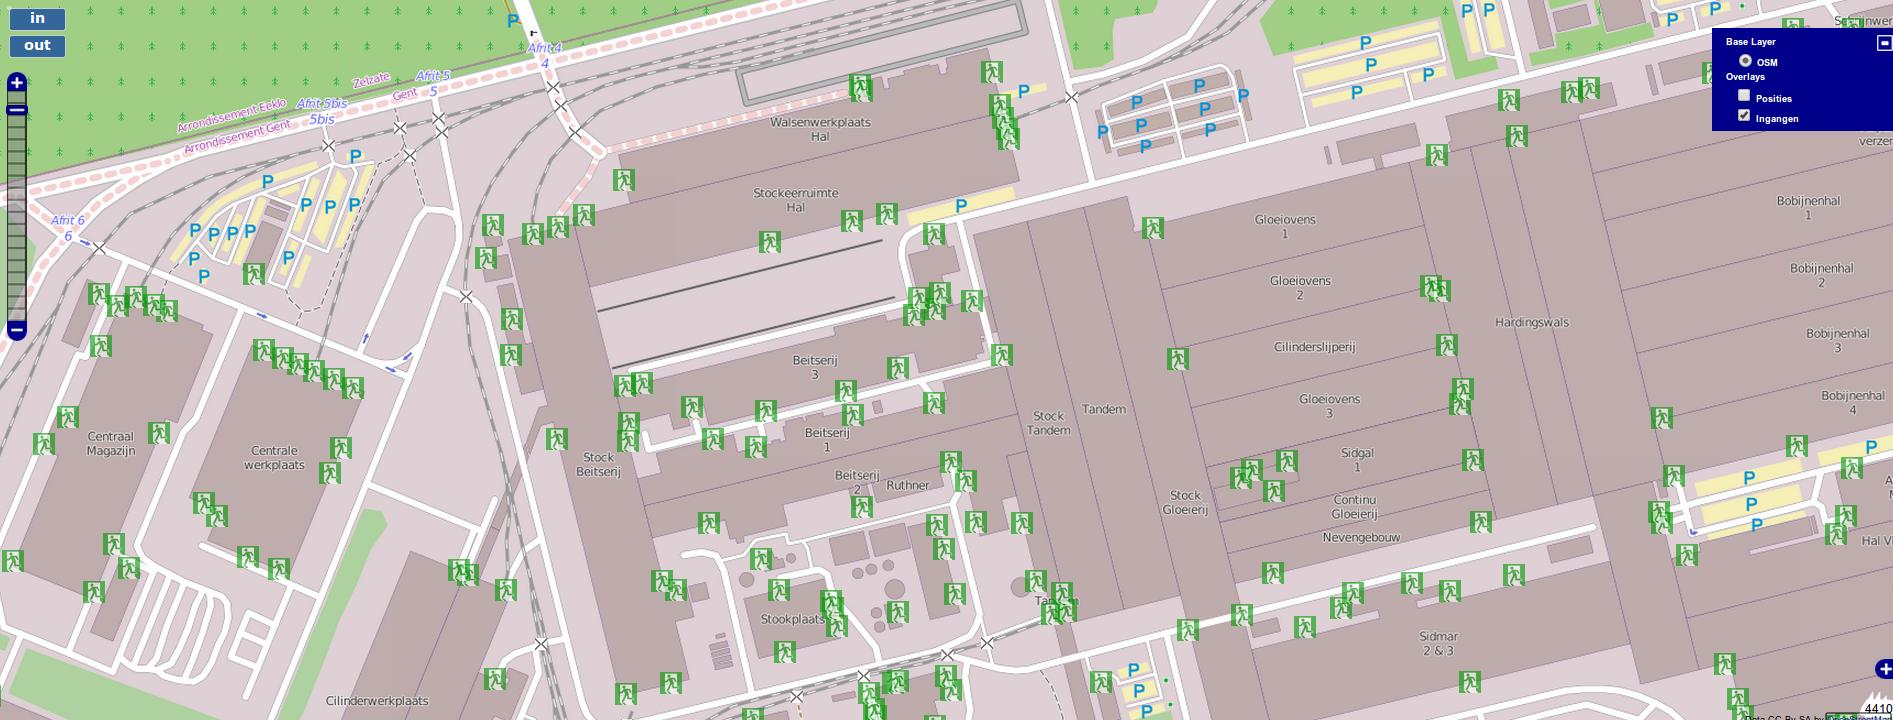 in
out
Base Layer
OSM
Overlays
Posities
Ingangen
Afrit 4
4
Afrit 5
5
Afrit 5bis
5bis
Afrit 6
6
Zelzate
Gent
Arrondissement Eeklo
Arrondissement Gent
Walsenwerkplaats
Hal
Stockeerruimte
Hal
Gloeiovens
1
Gloeiovens
2
Cilinderslijperij
Gloeiovens
3
Hardingswals
Bobijnenhal
1
Bobijnenhal
2
Bobijnenhal
3
Bobijnenhal
4
Beitserij
3
Beitserij
1
Beitserij
2
Ruthner
Stock
Beitserij
Stock
Tandem
Tandem
Stock
Gloeierij
Sidgal
1
Continu
Gloeierij
Nevengebouw
Centraal
Magazijn
Centrale
werkplaats
Stookplaats
Sidmar
2 & 3
Cilinderwerkplaats
4410